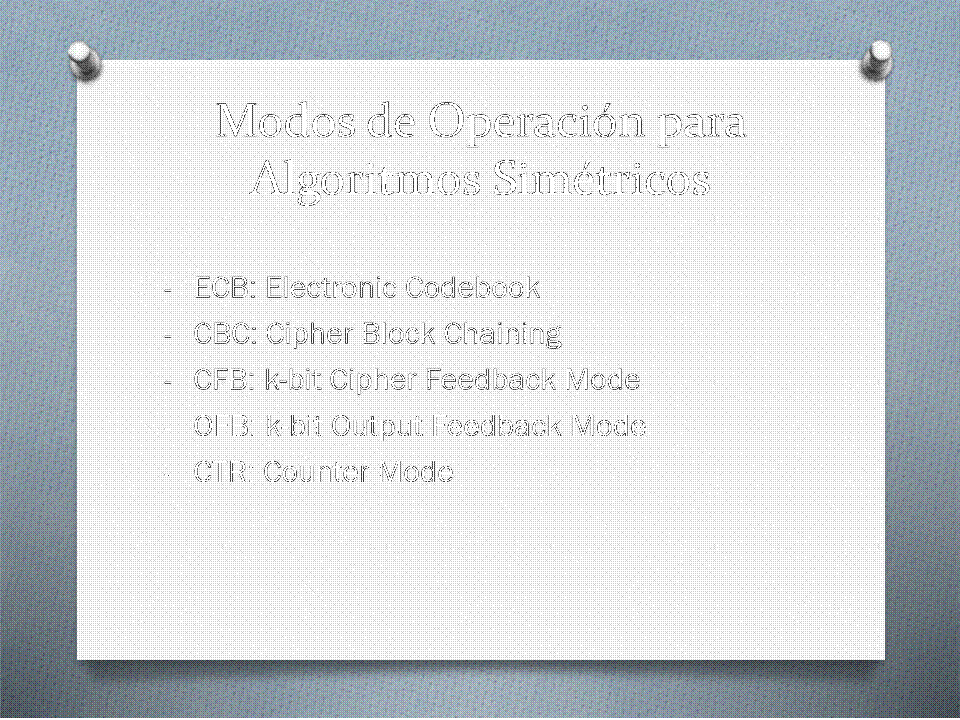 Modos de Operación para
Algoritmos Simétricos
- ECB: Electronic Codebook
- CBC: Cipher Block Chaining
- CFB: k-bit Cipher Feedback Mode
- OFB: k-bit Output Feedback Mode
- CTR: Counter Mode